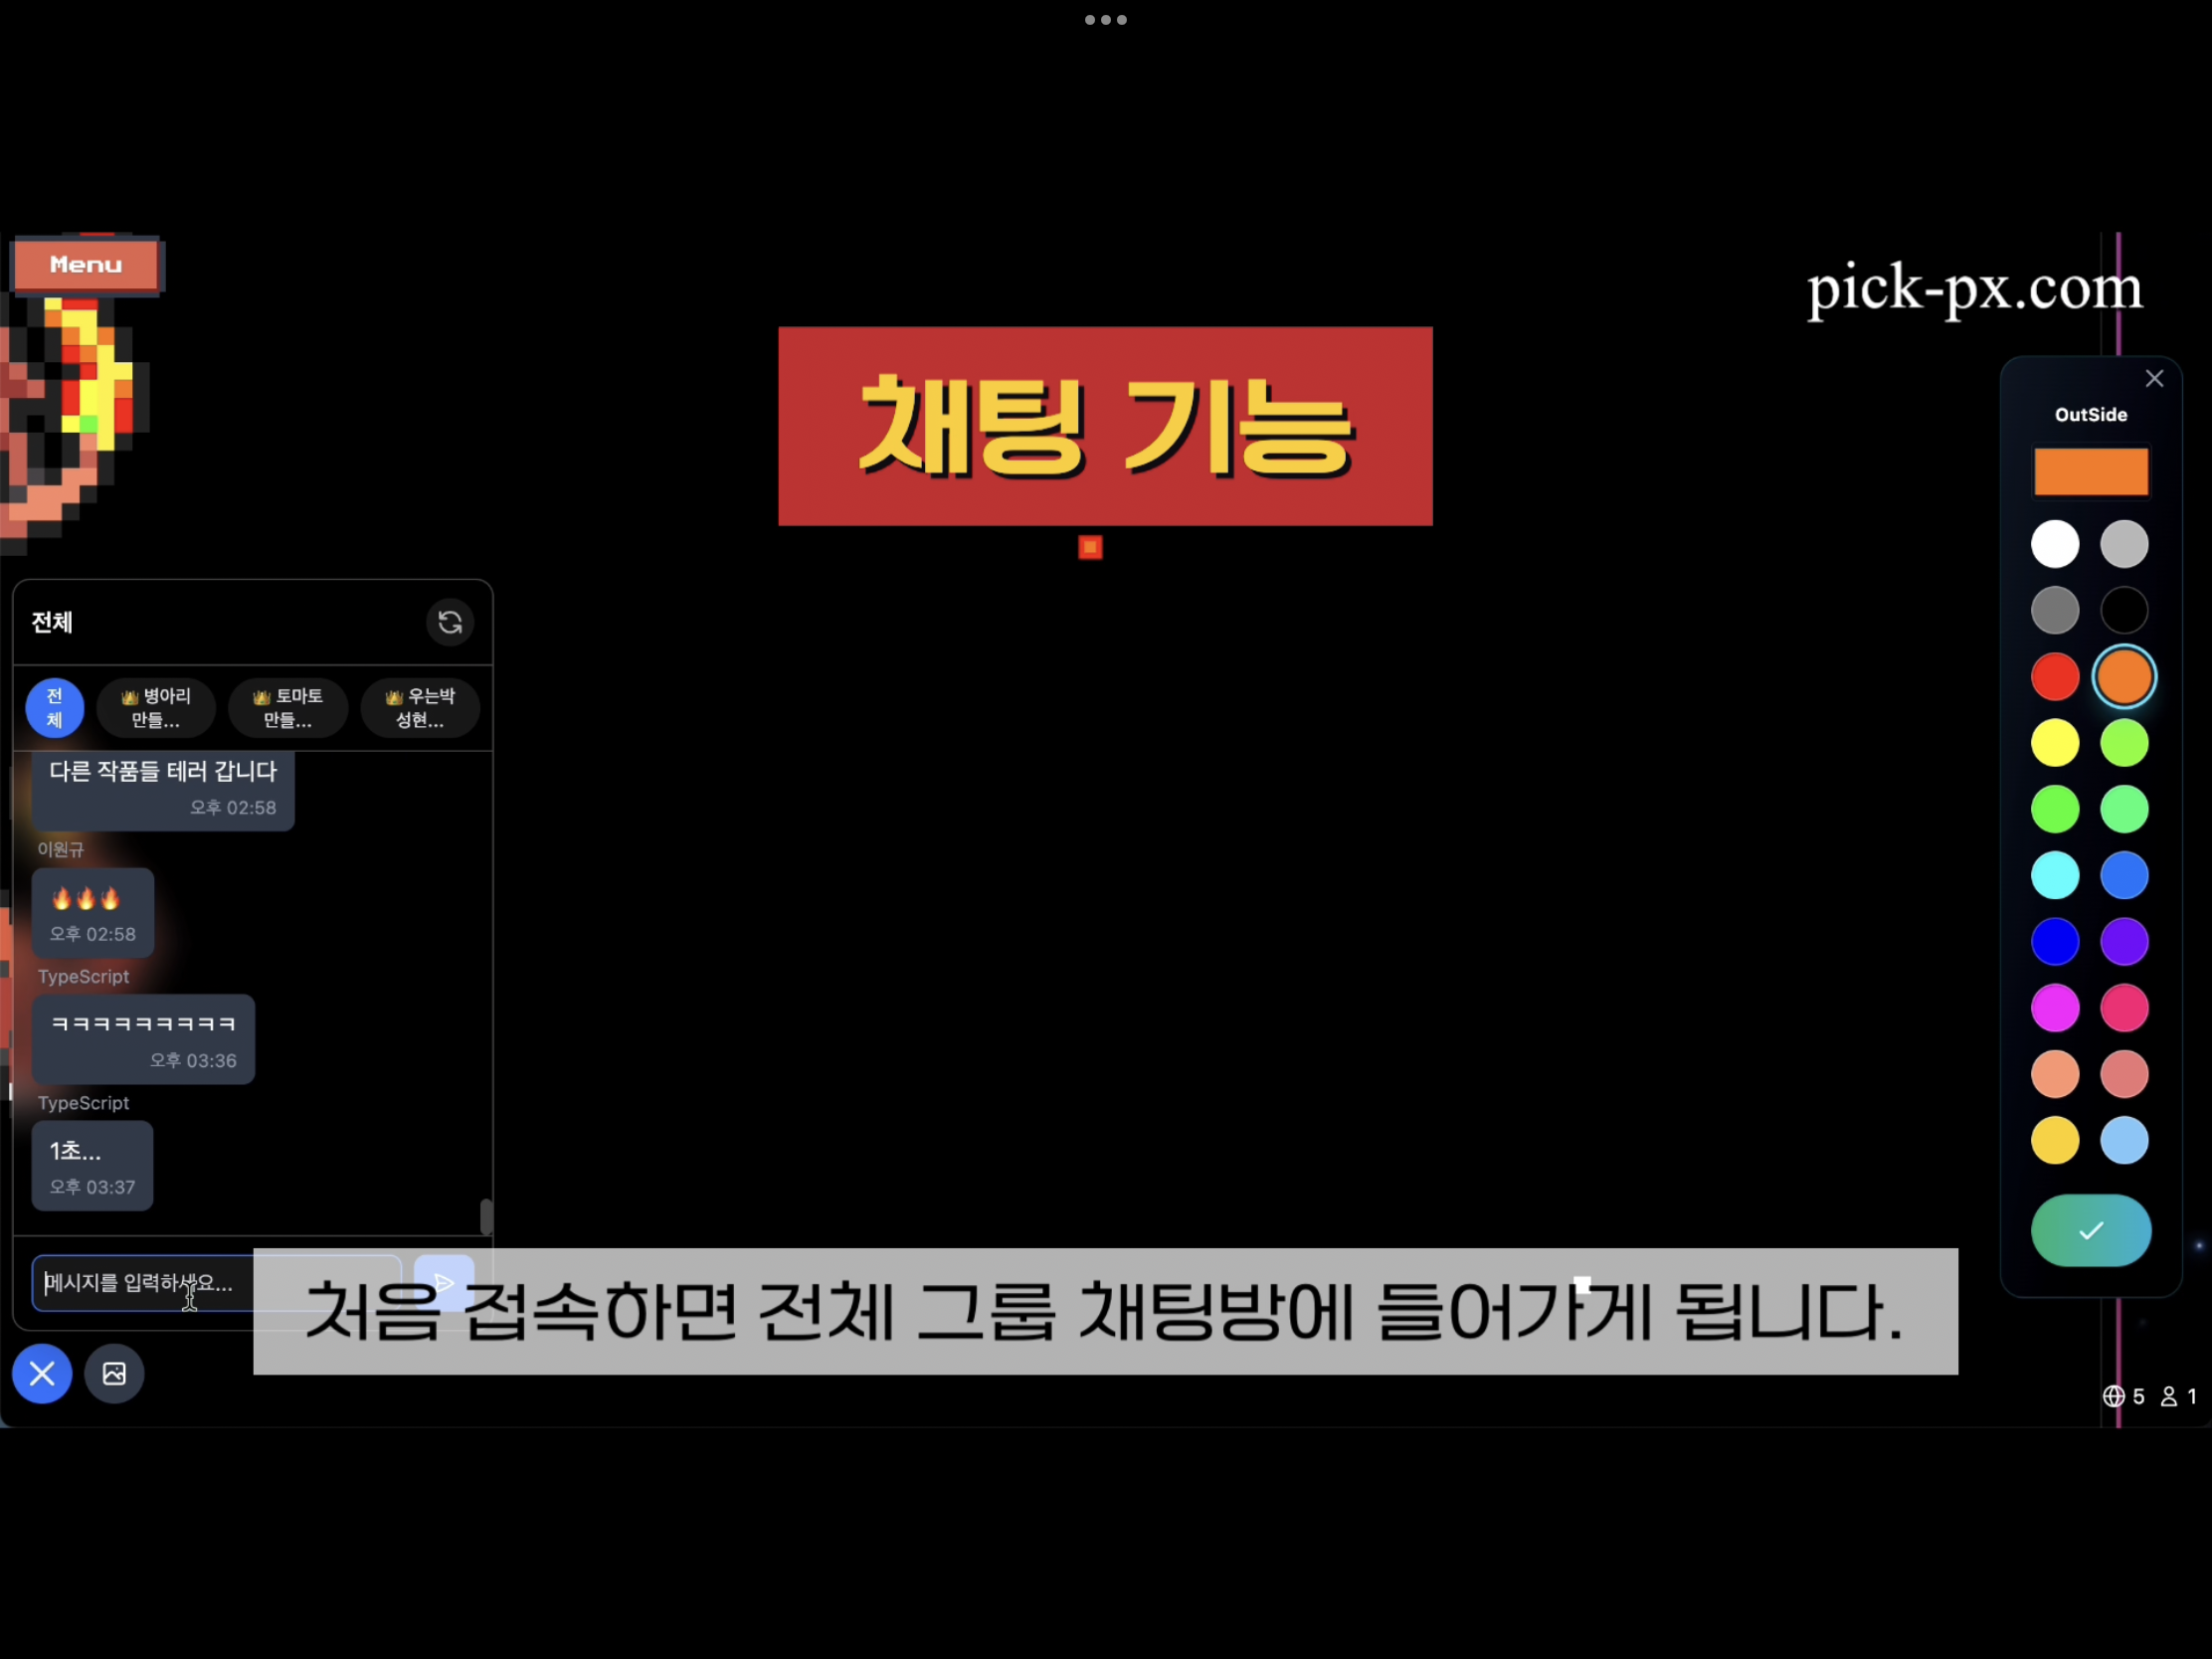 Menu
pick-px.com
채팅 기능
OutSide
전체
전
체
👑 병아리
만들...
👑 토마토
만들...
👑 우는박
성현...
다른 작품들 테러 갑니다
오후 02:58
이원규
🔥🔥🔥
오후 02:58
TypeScript
ㅋㅋㅋㅋㅋㅋㅋㅋㅋ
오후 03:36
TypeScript
1초...
오후 03:37
메시지를 입력하세요...
처음 접속하면 전체 그룹 채팅방에 들어가게 됩니다.
5 1